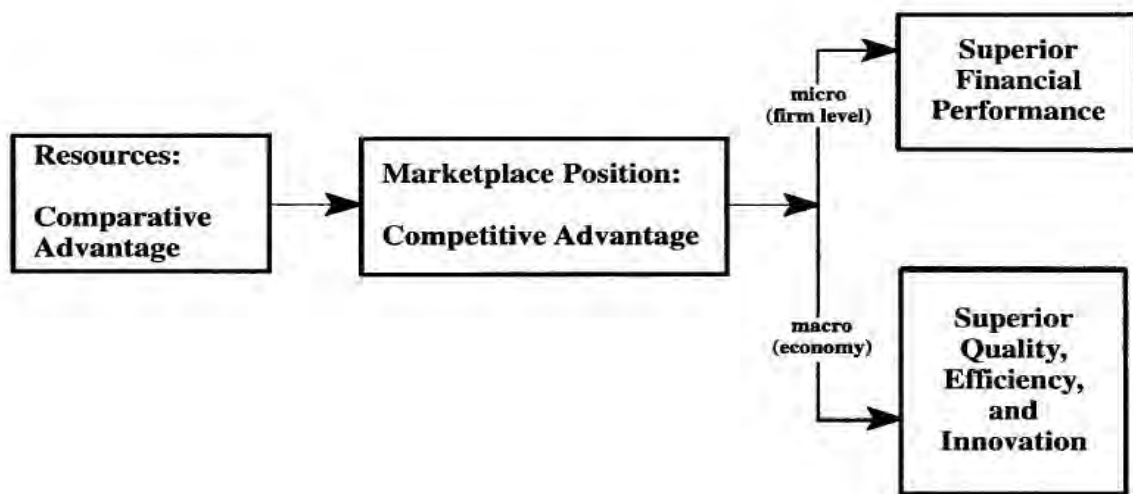 Resources:
Comparative
Advantage
Marketplace Position:
Competitive Advantage
micro
(firm level)
macro
(economy)
Superior
Financial
Performance
Superior
Quality,
Efficiency,
and
Innovation